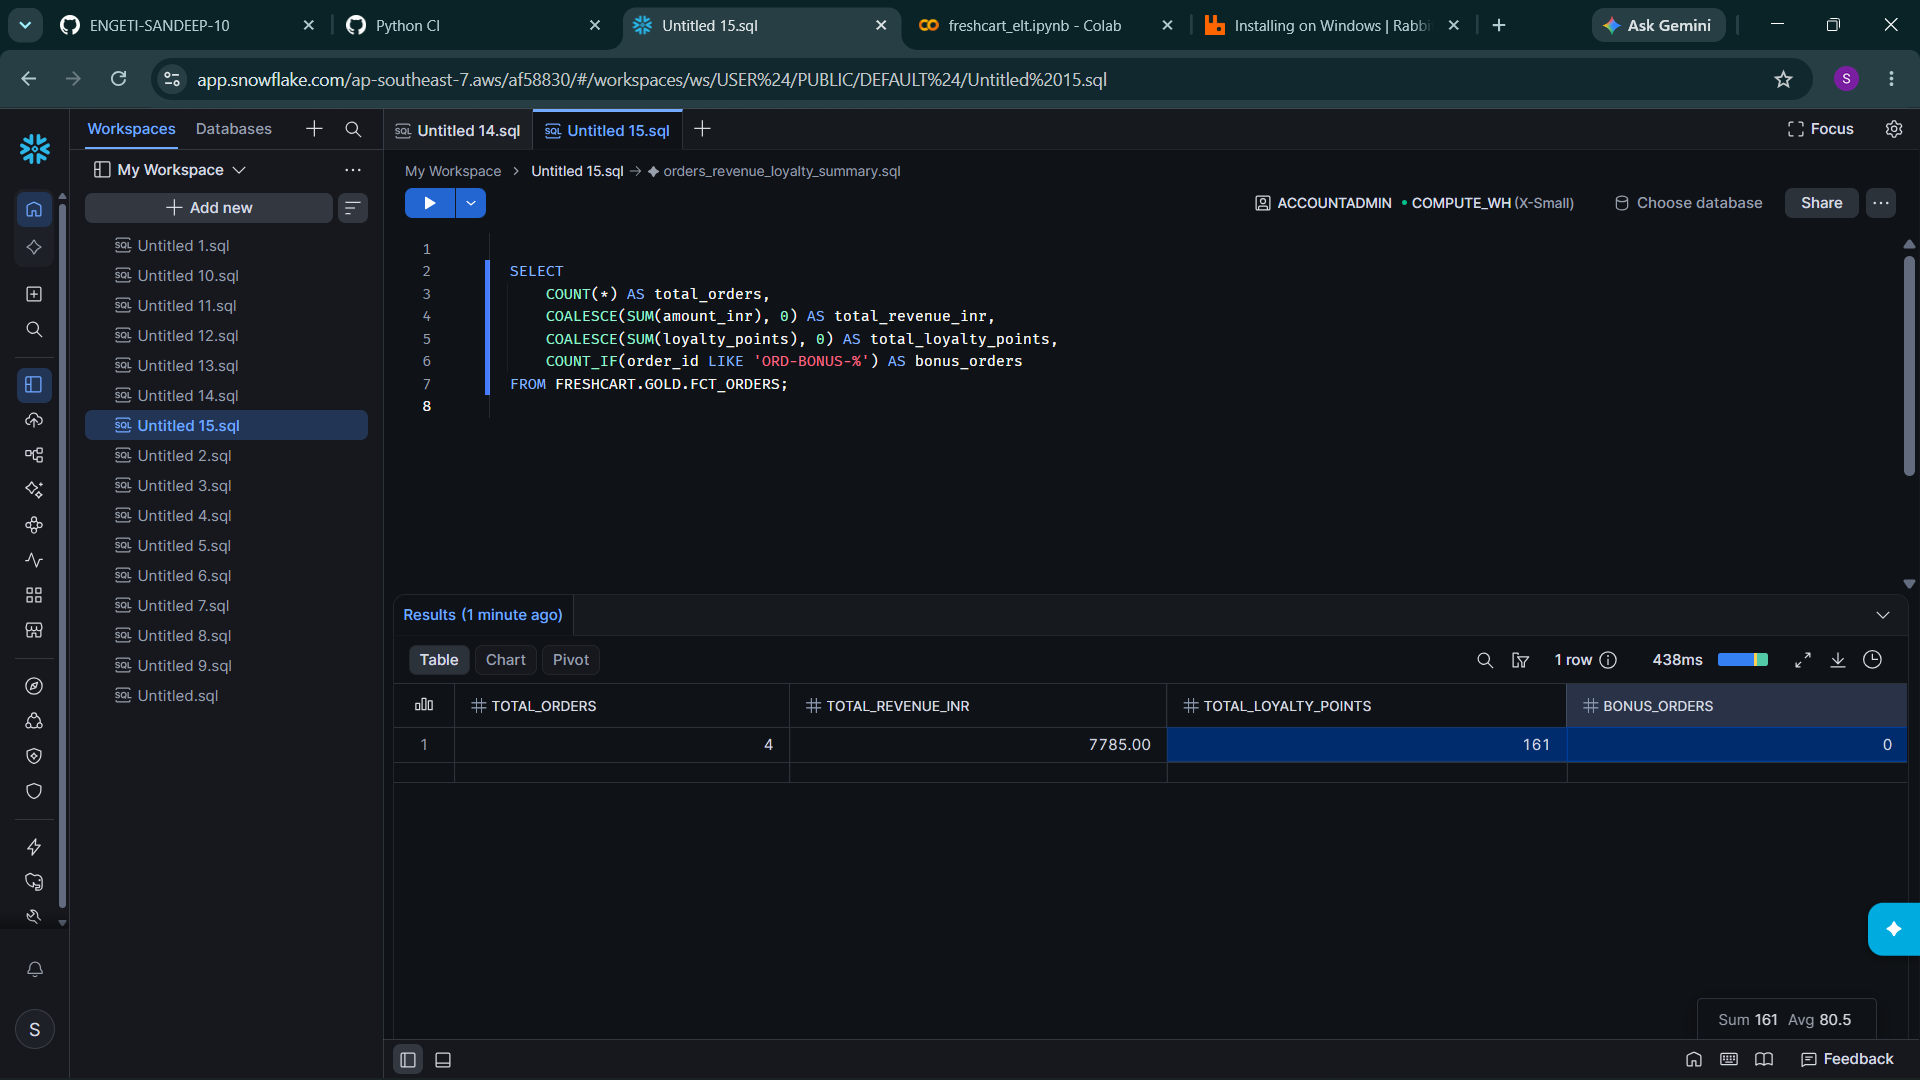 ENGETI-SANDEEP-10
Python CI
Untitled 15.sql
freshcart_elt.ipynb - Colab
Installing on Windows | Rabbi
Ask Gemini
app.snowflake.com/ap-southeast-7.aws/af58830/#/workspaces/ws/USER%24/PUBLIC/DEFAULT%24/Untitled%2015.sql
S
Workspaces
Databases
Untitled 14.sql
Untitled 15.sql
Focus
My Workspace
My Workspace > Untitled 15.sql → orders_revenue_loyalty_summary.sql
Add new
ACCOUNTADMIN • COMPUTE_WH (X-Small)
Choose database
Share
Untitled 1.sql
Untitled 10.sql
Untitled 11.sql
Untitled 12.sql
Untitled 13.sql
Untitled 14.sql
Untitled 15.sql
Untitled 2.sql
Untitled 3.sql
Untitled 4.sql
Untitled 5.sql
Untitled 6.sql
Untitled 7.sql
Untitled 8.sql
Untitled 9.sql
Untitled.sql
1
2 SELECT
3 COUNT(*) AS total_orders,
4 COALESCE(SUM(amount_inr), 0) AS total_revenue_inr,
5 COALESCE(SUM(loyalty_points), 0) AS total_loyalty_points,
6 COUNT_IF(order_id LIKE 'ORD-BONUS-%') AS bonus_orders
7 FROM FRESHCART.GOLD.FCT_ORDERS;
8
Results (1 minute ago)
Table
Chart
Pivot
1 row
438ms
TOTAL_ORDERS TOTAL_REVENUE_INR TOTAL_LOYALTY_POINTS BONUS_ORDERS
1 4 7785.00 161 0
Sum 161 Avg 80.5
S
Feedback